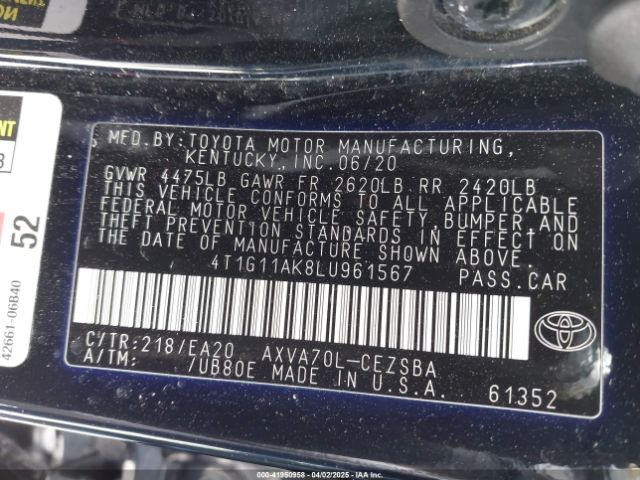 MFD.BY: TOYOTA MOTOR MANUFACTURING,
KENTUCKY, INC. 06/20
GVWR 4475LB GAWR FR 2620LB RR 2420LB
THIS VEHICLE CONFORMS TO ALL APPLICABLE
FEDERAL MOTOR VEHICLE SAFETY, BUMPER, AND
THEFT PREVENTION STANDARDS IN EFFECT ON
THE DATE OF MANUFACTURE SHOWN ABOVE.
4T1G11AK8LU961567 PASS.CAR
C/TR:218/EA20 AXVA70L-CEZSBA
A/TM: /UB80E MADE IN U.S.A.
61352
52
42661-06B40
000-41950958 - 04/02/2025 - IAAI.COM